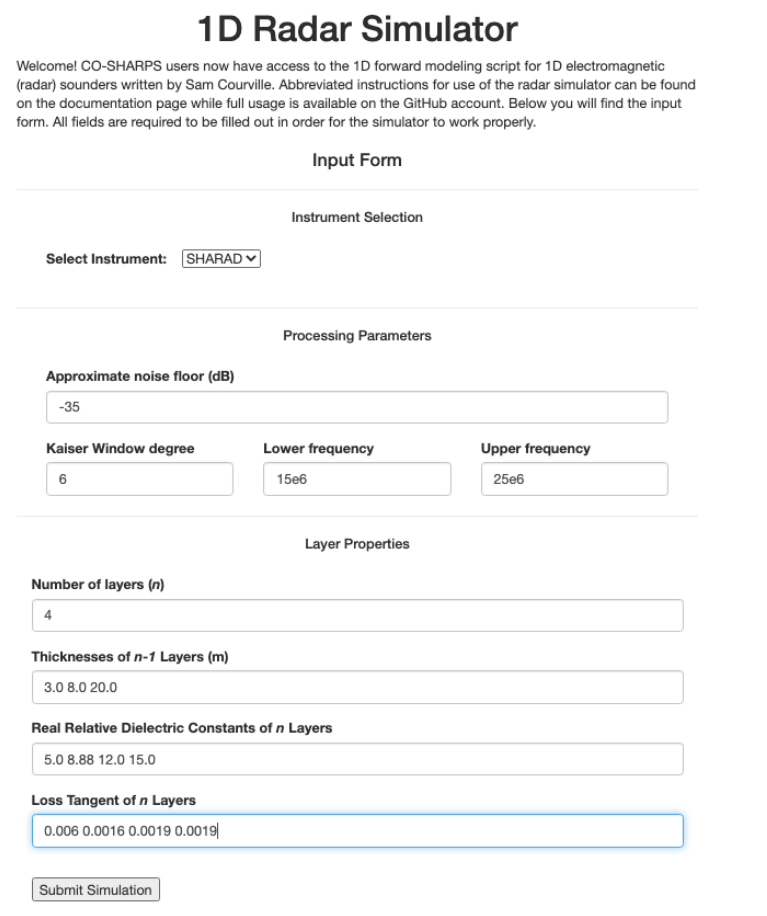 1D Radar Simulator
Welcome! CO-SHARPS users now have access to the 1D forward modeling script for 1D electromagnetic
(radar) sounders written by Sam Courville. Abbreviated instructions for use of the radar simulator can be found
on the documentation page while full usage is available on the GitHub account. Below you will find the input
form. All fields are required to be filled out in order for the simulator to work properly.
Input Form
Instrument Selection
Select Instrument: SHARAD
Processing Parameters
Approximate noise floor (dB)
-35
Kaiser Window degree Lower frequency Upper frequency
6 15e6 25e6
Layer Properties
Number of layers (n)
4
Thicknesses of n-1 Layers (m)
3.0 8.0 20.0
Real Relative Dielectric Constants of n Layers
5.0 8.88 12.0 15.0
Loss Tangent of n Layers
0.006 0.0016 0.0019 0.0019
Submit Simulation